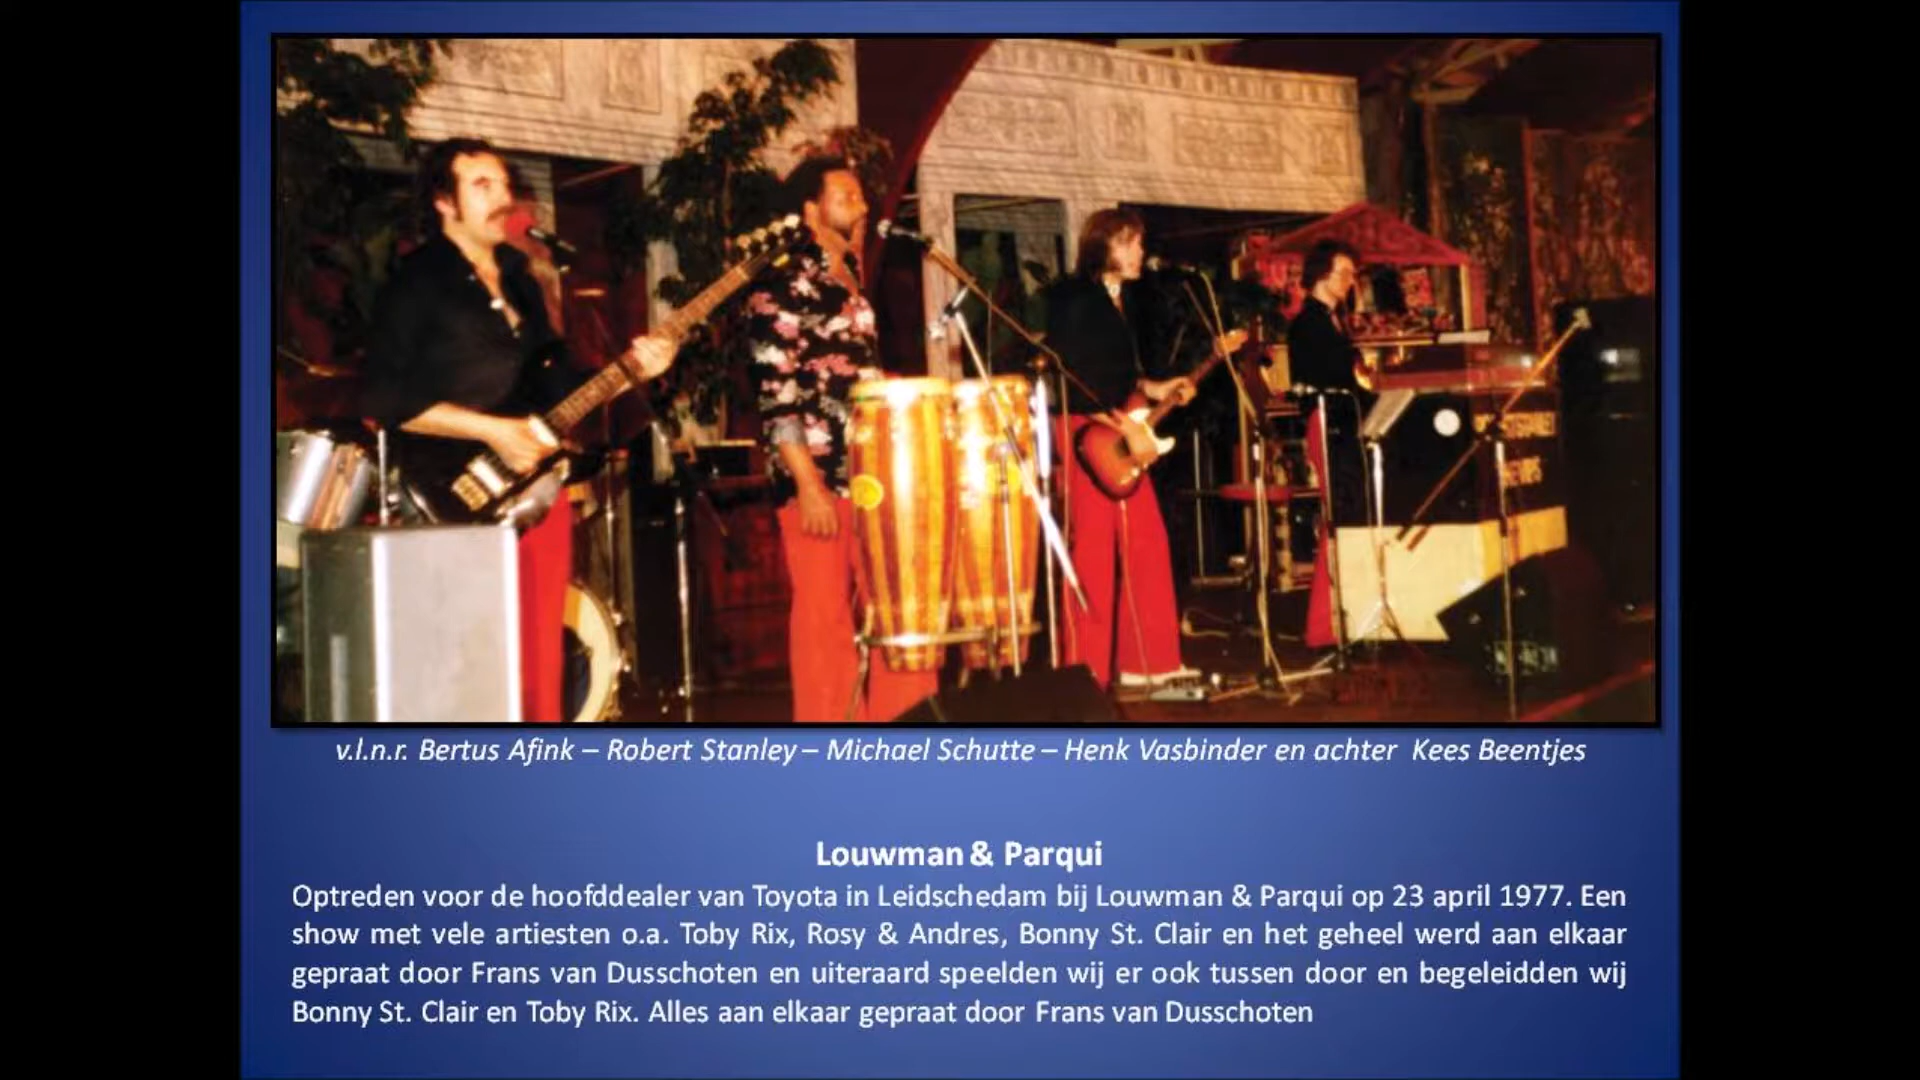 v.l.n.r. Bertus Afink – Robert Stanley – Michael Schutte – Henk Vasbinder en achter Kees Beentjes
Louwman & Parqui
Optreden voor de hoofddealer van Toyota in Leidschedam bij Louwman & Parqui op 23 april 1977. Een
show met vele artiesten o.a. Toby Rix, Rosy & Andres, Bonny St. Clair en het geheel werd aan elkaar
gepraat door Frans van Dusschoten en uiteraard speelden wij er ook tussen door en begeleidden wij
Bonny St. Clair en Toby Rix. Alles aan elkaar gepraat door Frans van Dusschoten